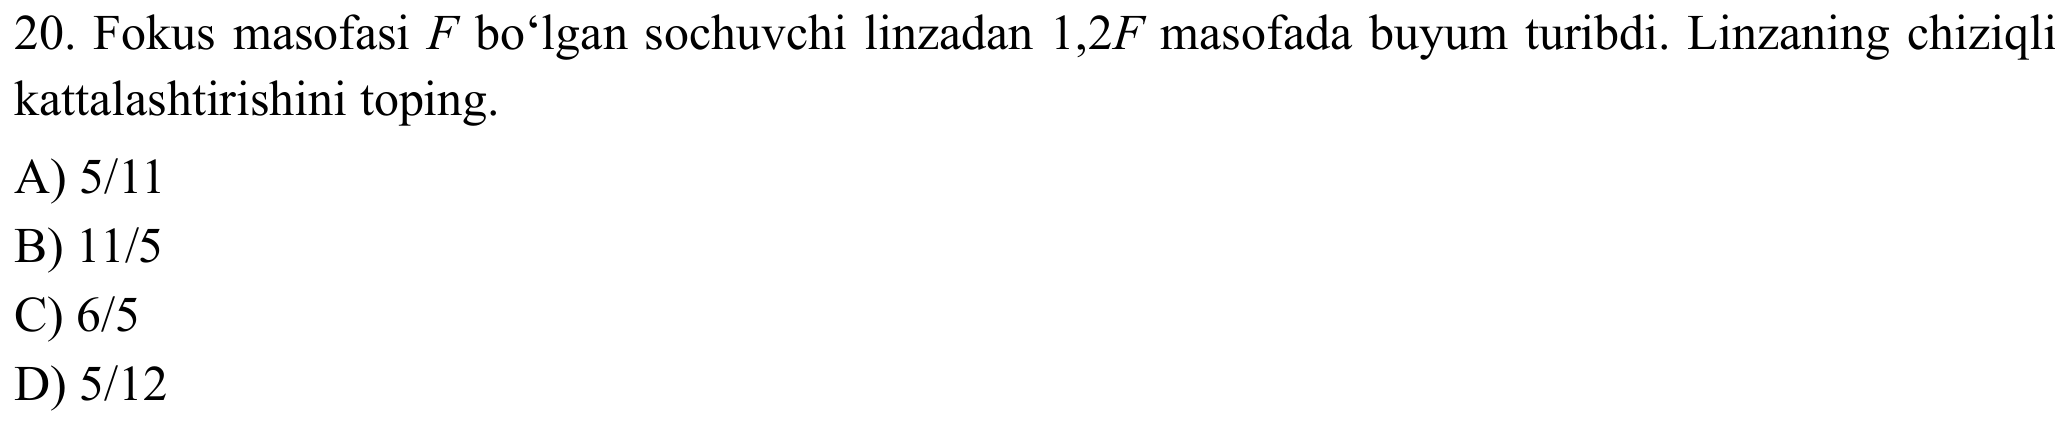 20. Fokus masofasi F bo‘lgan sochuvchi linzadan 1,2F masofada buyum turibdi. Linzaning chiziqli
kattalashtirishini toping.
A) 5/11
B) 11/5
C) 6/5
D) 5/12